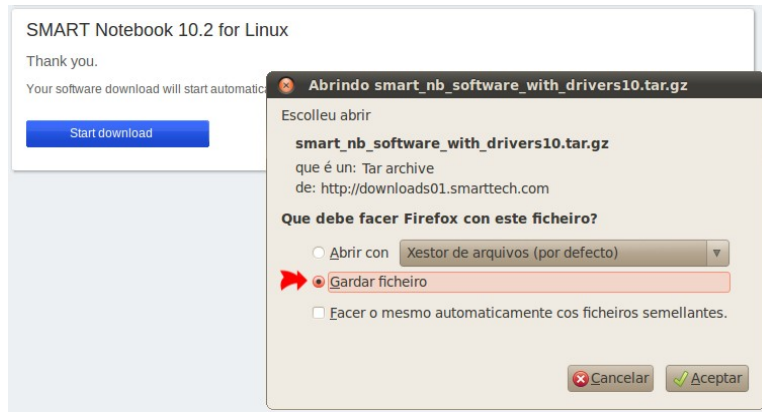 SMART Notebook 10.2 for Linux
Thank you.
Your software download will start
Start download
Abrindo smart_nb_software_with_drivers10.tar.gz
Escolleu abrir
smart_nb_software_with_drivers10.tar.gz
que é un: Tar archive
de: http://downloads01.smarttech.com
Que debe facer Firefox con este ficheiro?
Abrir con Xestor de arquivos (por defecto)
Gardar ficheiro
Facer o mesmo automaticamente cos ficheiros semellantes.
Cancelar Aceptar